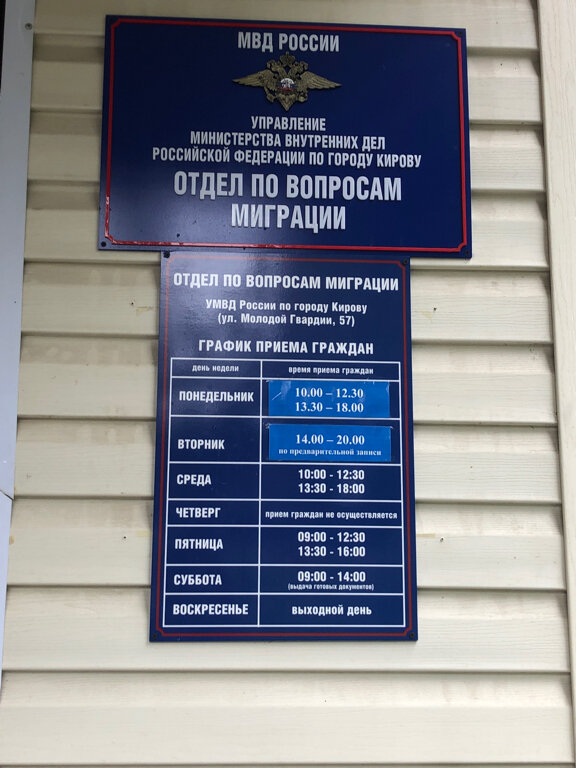 МВД РОССИИ
УПРАВЛЕНИЕ
МИНИСТЕРСТВА ВНУТРЕННИХ ДЕЛ
РОССИЙСКОЙ ФЕДЕРАЦИИ ПО ГОРОДУ КИРОВУ
ОТДЕЛ ПО ВОПРОСАМ
МИГРАЦИИ
ОТДЕЛ ПО ВОПРОСАМ МИГРАЦИИ
УМВД России по городу Кирову
(ул. Молодой Гвардии, 57)
ГРАФИК ПРИЕМА ГРАЖДАН
день недели время приема граждан
ПОНЕДЕЛЬНИК 10.00 – 12.30
13.30 – 18.00
ВТОРНИК 14.00 – 20.00
по предварительной записи
СРЕДА 10:00 - 12:30
13:30 - 18:00
ЧЕТВЕРГ прием граждан не осуществляется
ПЯТНИЦА 09:00 - 12:30
13:30 - 16:00
СУББОТА 09:00 - 14:00
(выдача готовых документов)
ВОСКРЕСЕНЬЕ выходной день